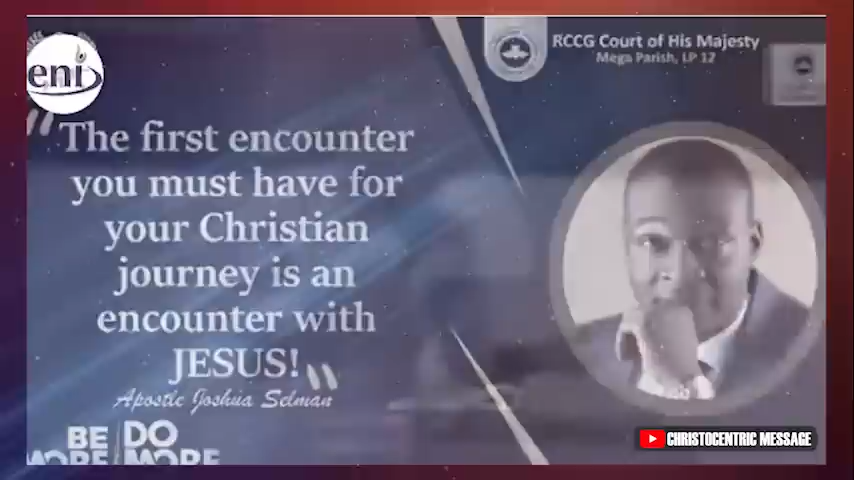 eni
RCCG Court of His Majesty
Mega Parish, LP 12
"The first encounter
you must have for
your Christian
journey is an
encounter with
JESUS!"
Apostle Joshua Selman
BE DO
MORE MORE
CHRISTOCENTRIC MESSAGE